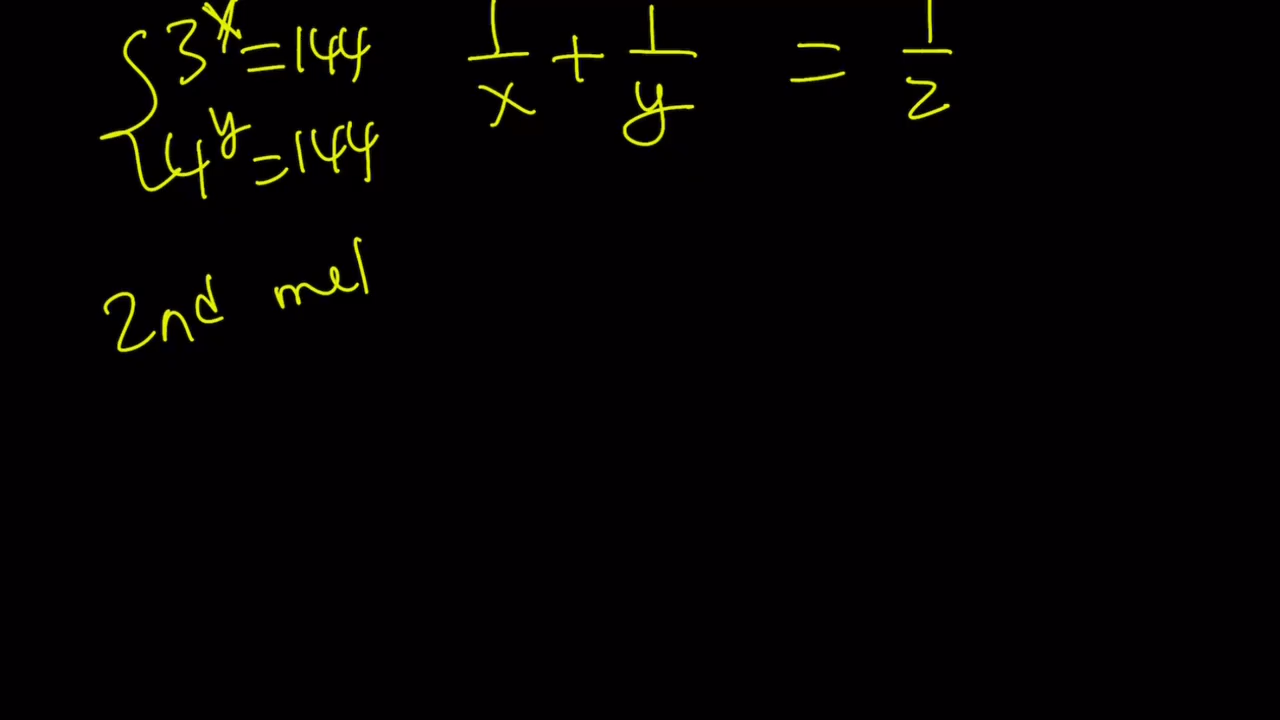 3^x = 144
4^y = 144
1/x + 1/y = 1/2
2nd mel